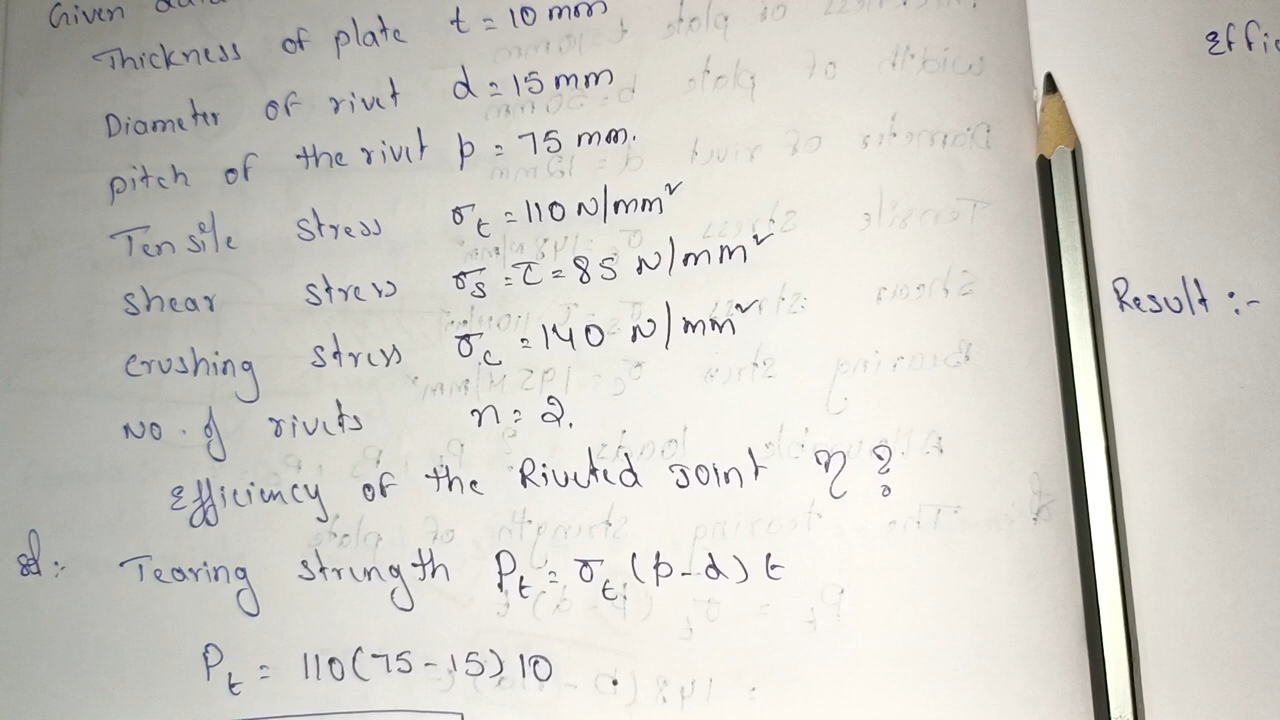 Given data
Thickness of plate t = 10 mm
Diameter of rivet d = 15 mm
pitch of the rivet p = 75 mm.
Tensile stress σt = 110 N/mm²
shear stress σs = τ = 85 N/mm²
crushing stress σc = 140 N/mm²
No. of rivets n = 2.
Efficiency of the Riveted Joint η ?
sol :- Tearing strength Pt = σt (p - d) t
Pt = 110 (75 - 15) 10
Result :-